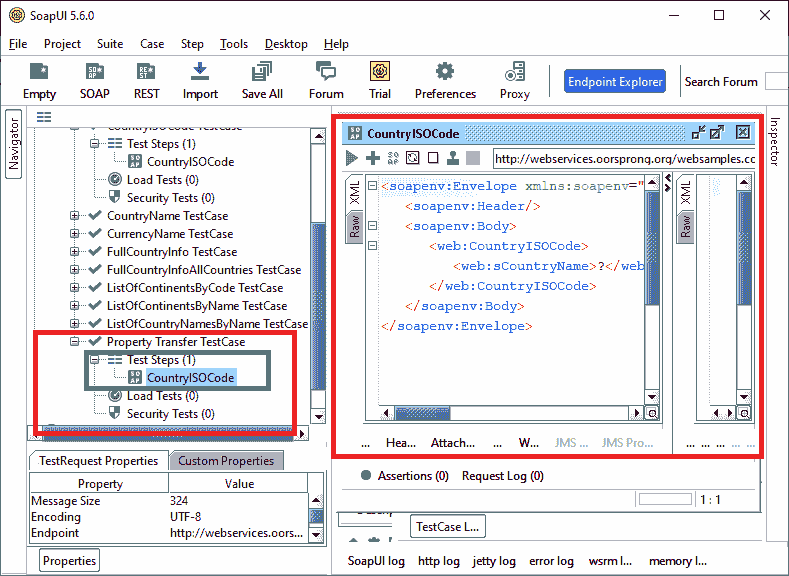 SoapUI 5.6.0
File Project Suite Case Step Tools Desktop Help
Empty SOAP REST Import Save All Forum Trial Preferences Proxy Endpoint Explorer Search Forum
Navigator
CountryISOCode TestCase
Test Steps (1)
CountryISOCode
Load Tests (0)
Security Tests (0)
CountryName TestCase
CurrencyName TestCase
FullCountryInfo TestCase
FullCountryInfoAllCountries TestCase
ListOfContinentsByCode TestCase
ListOfContinentsByName TestCase
ListOfCountryNamesByName TestCase
Property Transfer TestCase
Test Steps (1)
CountryISOCode
Load Tests (0)
Security Tests (0)
TestRequest Properties Custom Properties
Property Value
Message Size 324
Encoding UTF-8
Endpoint http://webservices.oors...
Properties
CountryISOCode
http://webservices.oorsprong.org/websamples.cc
XML
Raw
<soapenv:Envelope xmlns:soapenv="
<soapenv:Header/>
<soapenv:Body>
<web:CountryISOCode>
<web:sCountryName>?</web
</web:CountryISOCode>
</soapenv:Body>
</soapenv:Envelope>
XML
Raw
... Hea... Attach... ... W... JMS ... JMS Pro... ... ... ... ... ...
Assertions (0) Request Log (0)
1 : 1
TestCase L...
SoapUI log http log jetty log error log wsrm l... memory l...
Inspector